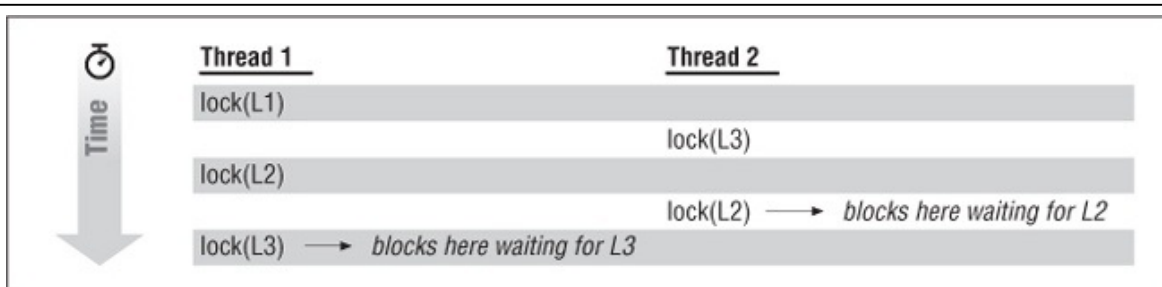 Time
Thread 1 Thread 2
lock(L1)
lock(L3)
lock(L2)
lock(L2) → blocks here waiting for L2
lock(L3) → blocks here waiting for L3